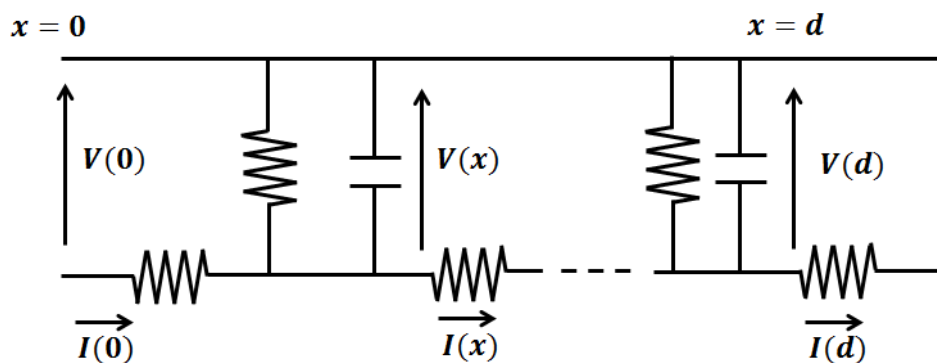 x = 0
x = d
V(0)
V(x)
V(d)
I(0)
I(x)
I(d)